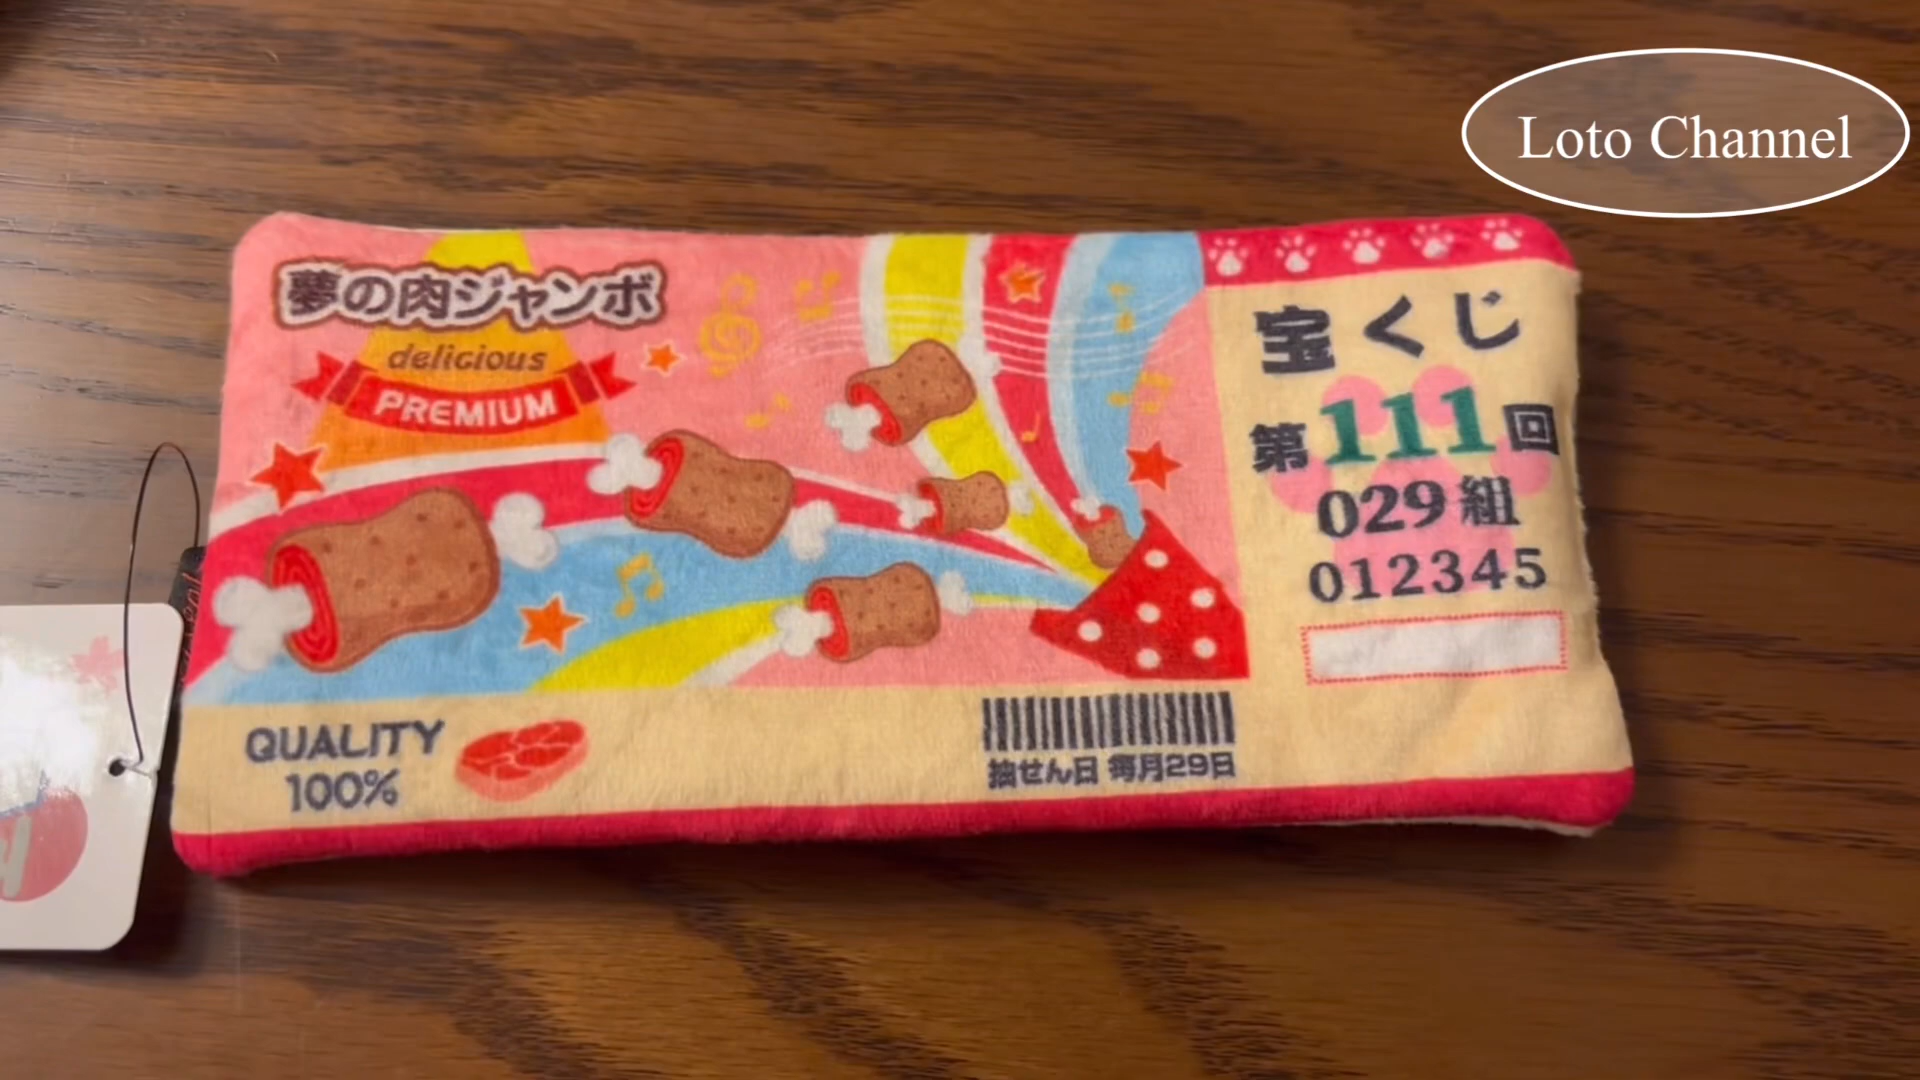 Loto Channel
夢の肉ジャンボ
delicious
PREMIUM
宝くじ
第111回
029組
012345
QUALITY
100%
抽せん日 毎月29日